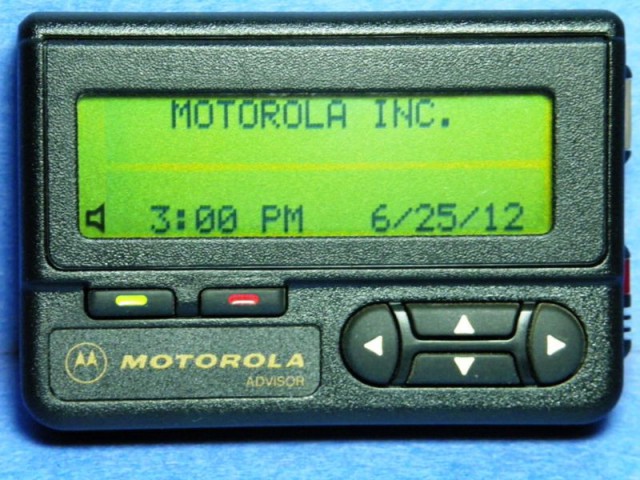 MOTOROLA INC.
3:00 PM 6/25/12
MOTOROLA
ADVISOR